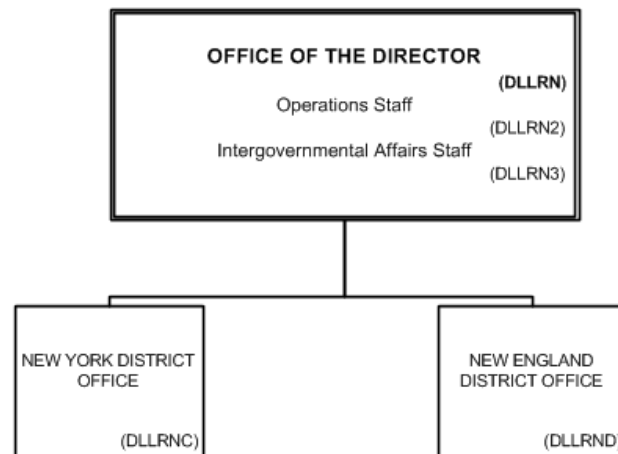 OFFICE OF THE DIRECTOR
(DLLRN)
Operations Staff
(DLLRN2)
Intergovernmental Affairs Staff
(DLLRN3)
NEW YORK DISTRICT
OFFICE
(DLLRNC)
NEW ENGLAND
DISTRICT OFFICE
(DLLRND)